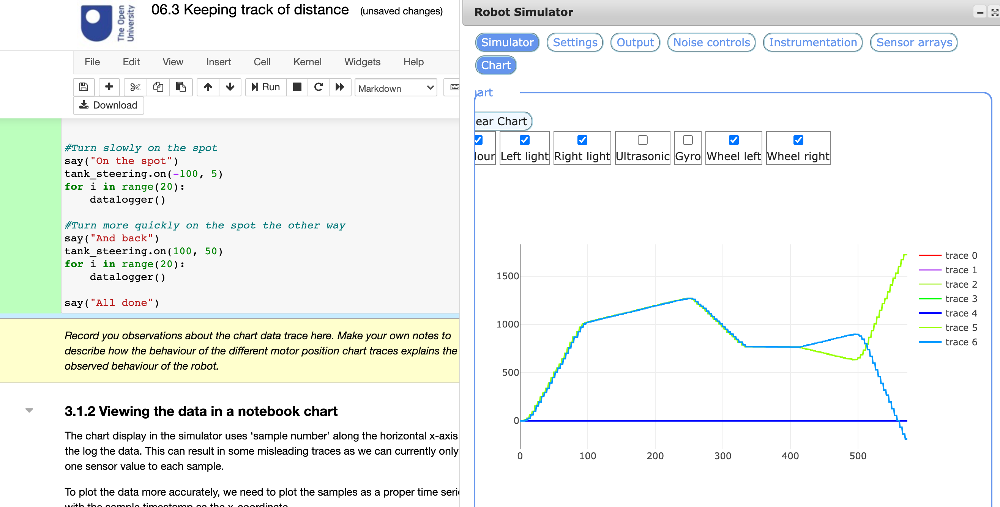 The Open
University
06.3 Keeping track of distance (unsaved changes)
File Edit View Insert Cell Kernel Widgets Help
Run Markdown
Download
#Turn slowly on the spot
say("On the spot")
tank_steering.on(-100, 5)
for i in range(20):
    datalogger()
#Turn more quickly on the spot the other way
say("And back")
tank_steering.on(100, 50)
for i in range(20):
    datalogger()
say("All done")
Record you observations about the chart data trace here. Make your own notes to
describe how the behaviour of the different motor position chart traces explains the
observed behaviour of the robot.
3.1.2 Viewing the data in a notebook chart
The chart display in the simulator uses ‘sample number’ along the horizontal x-axis
the log the data. This can result in some misleading traces as we can currently only
one sensor value to each sample.
To plot the data more accurately, we need to plot the samples as a proper time serie
with the sample timestamp as the x-coordinate
Robot Simulator
Simulator Settings Output Noise controls Instrumentation Sensor arrays
Chart
art
ear Chart
lour Left light Right light Ultrasonic Gyro Wheel left Wheel right
1500
1000
500
0
0 100 200 300 400 500
trace 0
trace 1
trace 2
trace 3
trace 4
trace 5
trace 6